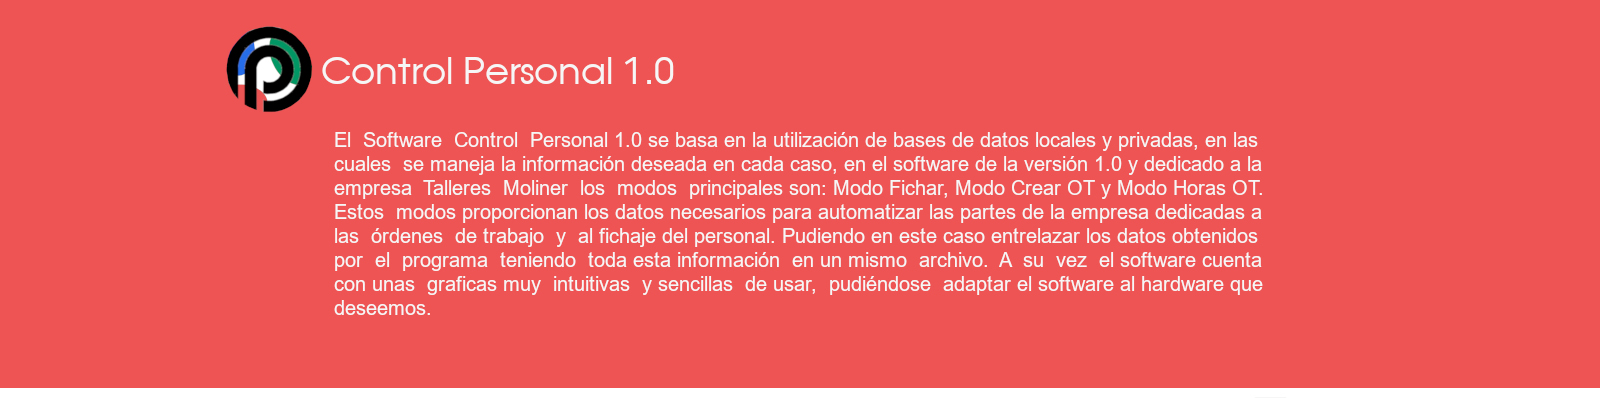 Control Personal 1.0
El Software Control Personal 1.0 se basa en la utilización de bases de datos locales y privadas, en las
cuales se maneja la información deseada en cada caso, en el software de la versión 1.0 y dedicado a la
empresa Talleres Moliner los modos principales son: Modo Fichar, Modo Crear OT y Modo Horas OT.
Estos modos proporcionan los datos necesarios para automatizar las partes de la empresa dedicadas a
las órdenes de trabajo y al fichaje del personal. Pudiendo en este caso entrelazar los datos obtenidos
por el programa teniendo toda esta información en un mismo archivo. A su vez el software cuenta
con unas graficas muy intuitivas y sencillas de usar, pudiéndose adaptar el software al hardware que
deseemos.